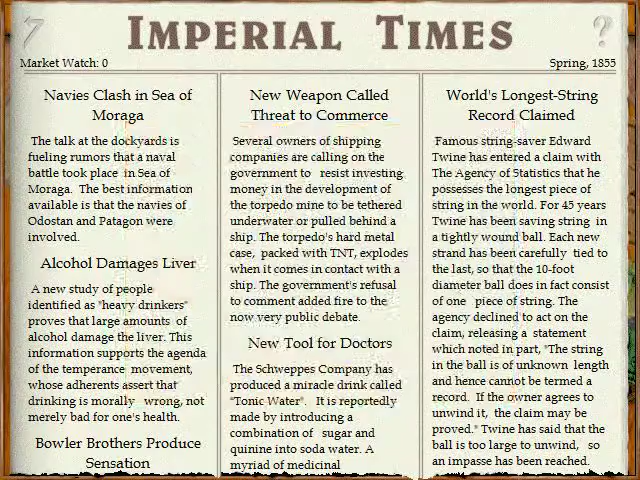 IMPERIAL TIMES
Market Watch: 0
Spring, 1855
Navies Clash in Sea of
Moraga
The talk at the dockyards is
fueling rumors that a naval
battle took place in Sea of
Moraga. The best information
available is that the navies of
Odostan and Patagon were
involved.
Alcohol Damages Liver
A new study of people
identified as "heavy drinkers"
proves that large amounts of
alcohol damage the liver. This
information supports the agenda
of the temperance movement,
whose adherents assert that
drinking is morally wrong, not
merely bad for one's health.
Bowler Brothers Produce
Sensation
New Weapon Called
Threat to Commerce
Several owners of shipping
companies are calling on the
government to resist investing
money in the development of
the torpedo mine to be tethered
underwater or pulled behind a
ship. The torpedo's hard metal
case, packed with TNT, explodes
when it comes in contact with a
ship. The government's refusal
to comment added fire to the
now very public debate.
New Tool for Doctors
The Schweppes Company has
produced a miracle drink called
"Tonic Water". It is reportedly
made by introducing a
combination of sugar and
quinine into soda water. A
myriad of medicinal
World's Longest-String
Record Claimed
Famous string-saver Edward
Twine has entered a claim with
The Agency of Statistics that he
possesses the longest piece of
string in the world. For 45 years
Twine has been saving string in
a tightly wound ball. Each new
strand has been carefully tied to
the last, so that the 10-foot
diameter ball does in fact consist
of one piece of string. The
agency declined to act on the
claim, releasing a statement
which noted in part, "The string
in the ball is of unknown length
and hence cannot be termed a
record. If the owner agrees to
unwind it, the claim may be
proved." Twine has said that the
ball is too large to unwind, so
an impasse has been reached.